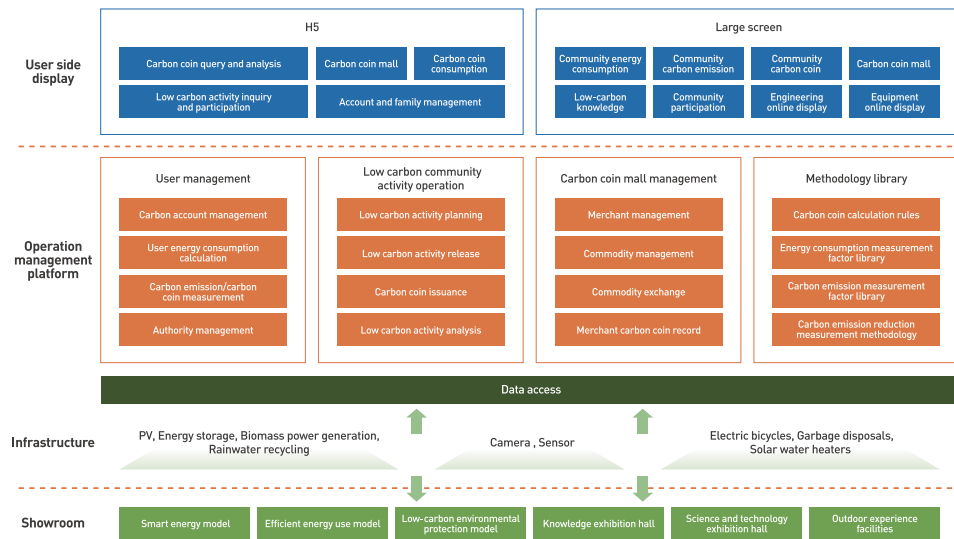 H5
Large screen
User side
display
Carbon coin query and analysis
Carbon coin mall
Carbon coin
consumption
Low carbon activity inquiry
and participation
Account and family management
Community energy
consumption
Community
carbon emission
Community
carbon coin
Carbon coin mall
Low-carbon
knowledge
Community
participation
Engineering
online display
Equipment
online display
Operation
management
platform
User management
Carbon account management
User energy consumption
calculation
Carbon emission/carbon
coin measurement
Authority management
Low carbon community
activity operation
Low carbon activity planning
Low carbon activity release
Carbon coin issuance
Low carbon activity analysis
Carbon coin mall management
Merchant management
Commodity management
Commodity exchange
Merchant carbon coin record
Methodology library
Carbon coin calculation rules
Energy consumption measurement
factor library
Carbon emission measurement
factor library
Carbon emission reduction
measurement methodology
Data access
Infrastructure
PV, Energy storage, Biomass power generation,
Rainwater recycling
Camera , Sensor
Electric bicycles, Garbage disposals,
Solar water heaters
Showroom
Smart energy model
Efficient energy use model
Low-carbon environmental
protection model
Knowledge exhibition hall
Science and technology
exhibition hall
Outdoor experience
facilities